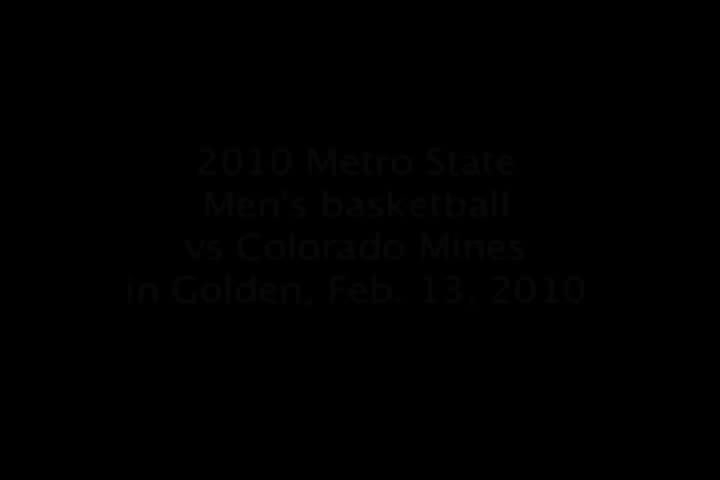 2010 Metro State
Men's basketball
vs Colorado Mines
in Golden, Feb. 13, 2010